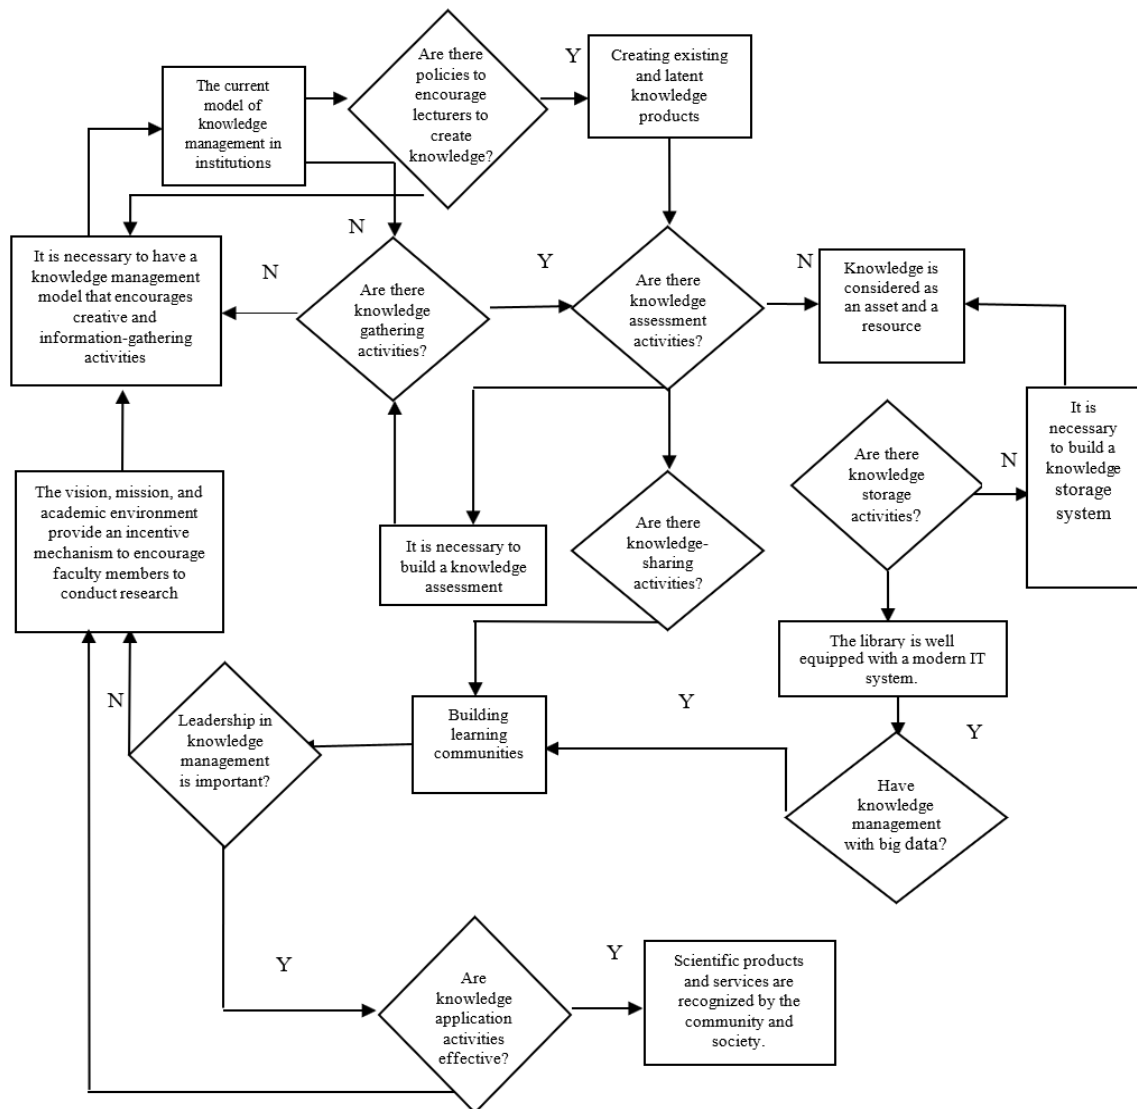 Are there
policies to
encourage
lecturers to
create
knowledge?
Y
Creating existing
and latent
knowledge
products
The current
model of
knowledge
management in
institutions
N
It is necessary to have a
knowledge management
model that encourages
creative and
information-gathering
activities
N
Are there
knowledge
gathering
activities?
Y
Are there
knowledge
assessment
activities?
N
Knowledge is
considered as
an asset and a
resource
It is
necessary
to build a
knowledge
storage
system
Are there
knowledge
storage
activities?
N
The vision, mission, and
academic environment
provide an incentive
mechanism to encourage
faculty members to
conduct research
It is necessary to
build a knowledge
assessment
Are there
knowledge-
sharing
activities?
The library is well
equipped with a modern IT
system.
N
Leadership in
knowledge
management
is important?
Building
learning
communities
Y
Y
Have
knowledge
management
with big data?
Y
Are
knowledge
application
activities
effective?
Y
Scientific products
and services are
recognized by the
community and
society.